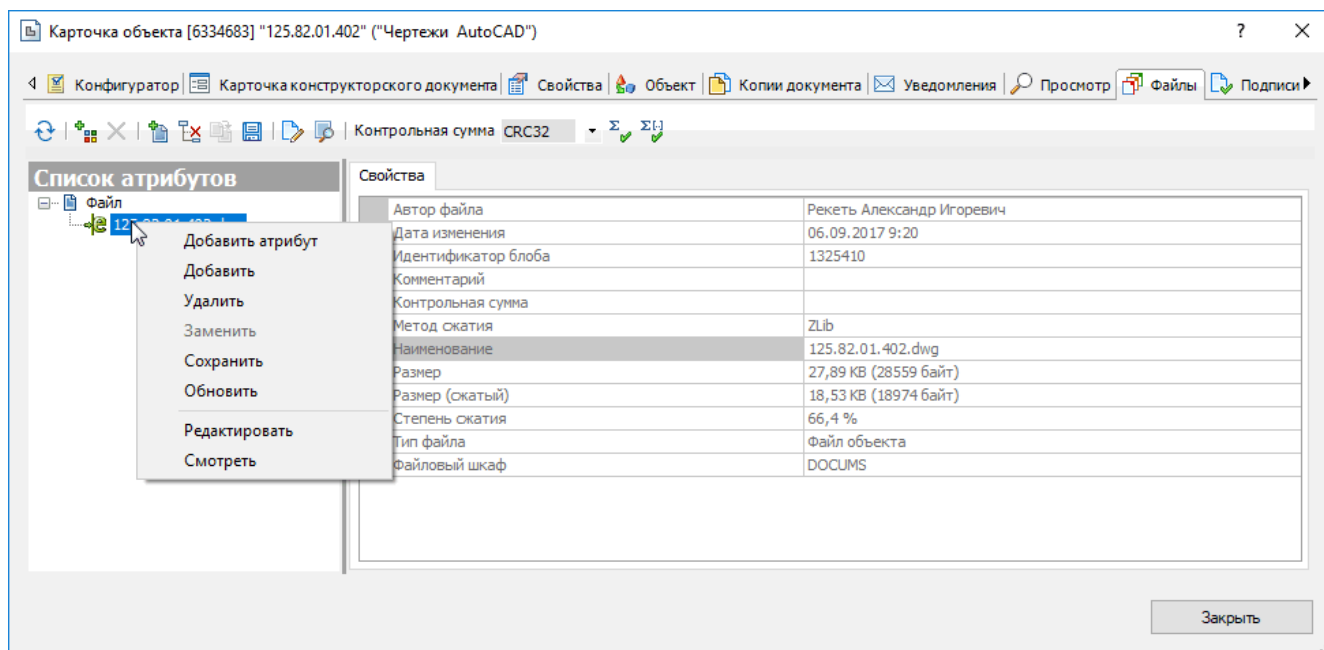 Карточка объекта [6334683] "125.82.01.402" ("Чертежи AutoCAD")
Конфигуратор Карточка конструкторского документа Свойства Объект Копии документа Уведомления Просмотр Файлы Подписи
Контрольная сумма CRC32
Список атрибутов
Файл
Добавить атрибут
Добавить
Удалить
Заменить
Сохранить
Обновить
Редактировать
Смотреть
Свойства
Автор файла Рекеть Александр Игоревич
Дата изменения 06.09.2017 9:20
Идентификатор блоба 1325410
Комментарий
Контрольная сумма
Метод сжатия ZLib
Наименование 125.82.01.402.dwg
Размер 27,89 KB (28559 байт)
Размер (сжатый) 18,53 KB (18974 байт)
Степень сжатия 66,4 %
Тип файла Файл объекта
Файловый шкаф DOCUMS
Закрыть